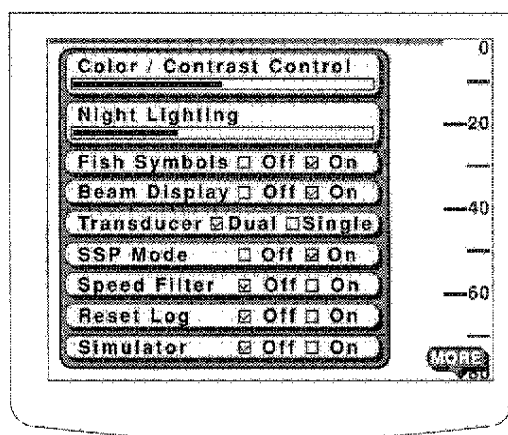 Color / Contrast Control
Night Lighting
Fish Symbols Off On
Beam Display Off On
Transducer Dual Single
SSP Mode Off On
Speed Filter Off On
Reset Log Off On
Simulator Off On
0
20
40
60
MORE